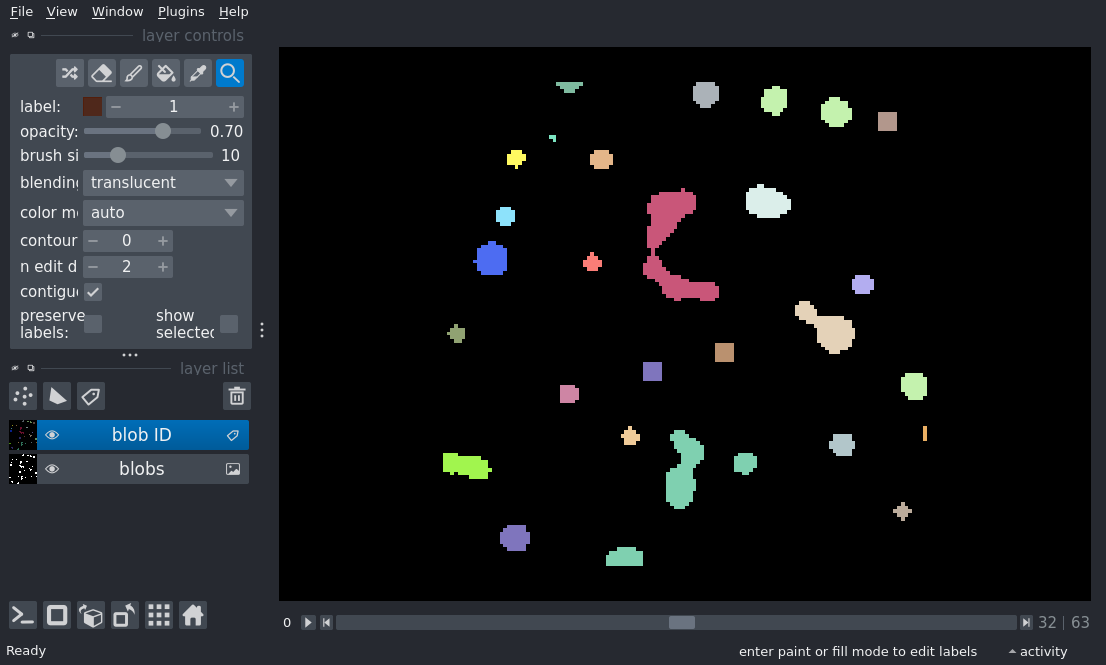 File View Window Plugins Help
layer controls
label: 1
opacity: 0.70
brush si 10
blending translucent
color m auto
contour 0
n edit d 2
contigue
preserve labels: show selected
layer list
blob ID
blobs
0 32 | 63
Ready enter paint or fill mode to edit labels activity